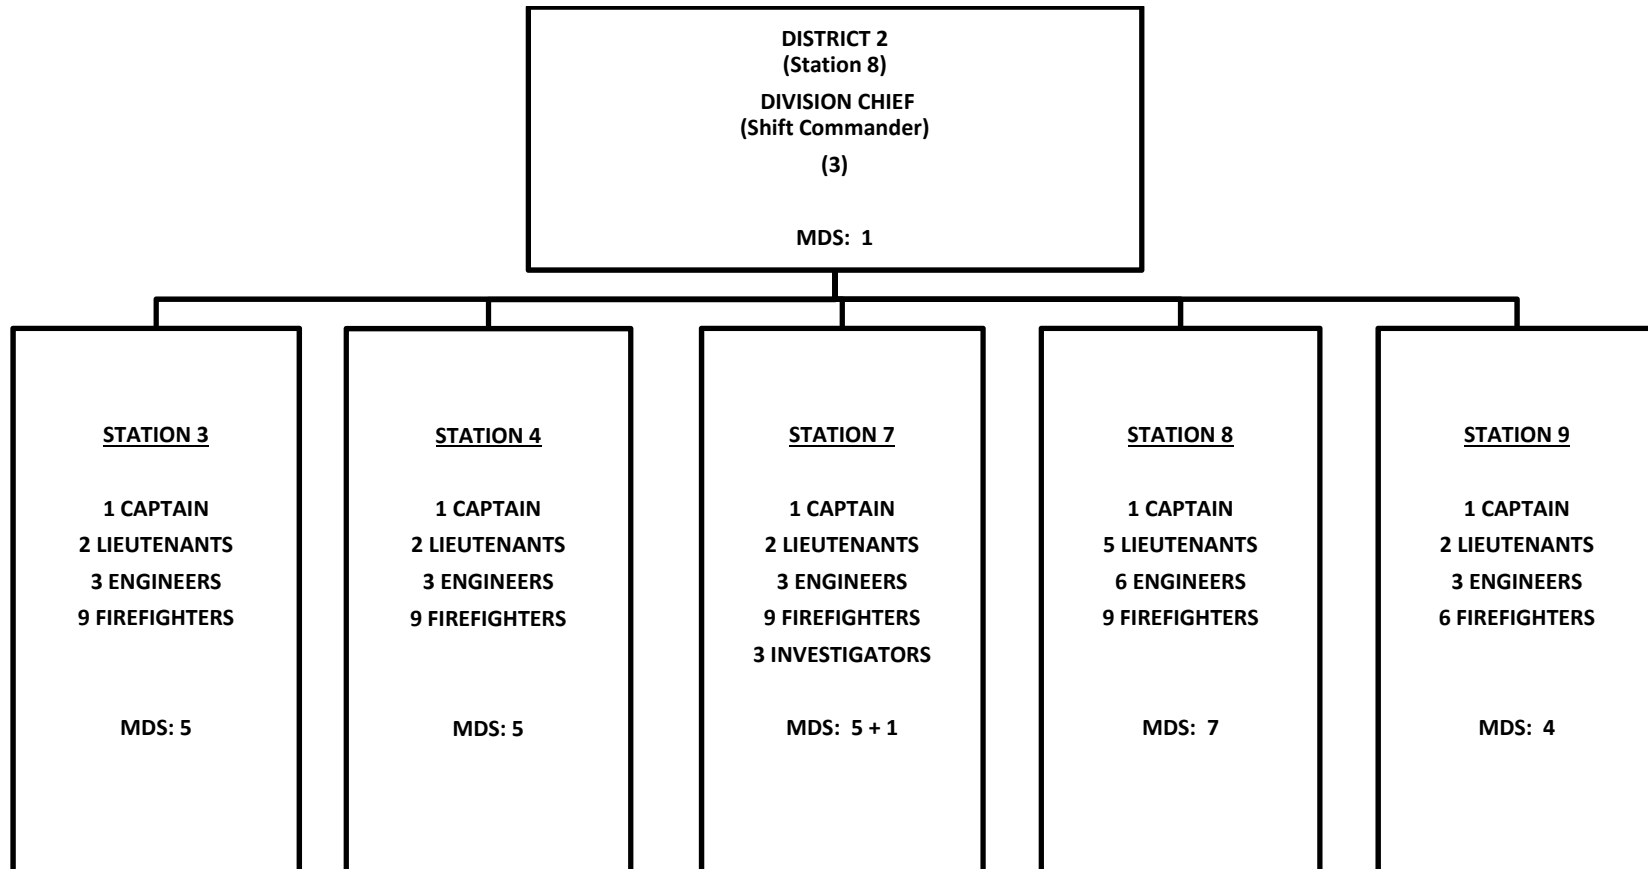 DISTRICT 2
(Station 8)
DIVISION CHIEF
(Shift Commander)
(3)
MDS: 1
STATION 3
1 CAPTAIN
2 LIEUTENANTS
3 ENGINEERS
9 FIREFIGHTERS
MDS: 5
STATION 4
1 CAPTAIN
2 LIEUTENANTS
3 ENGINEERS
9 FIREFIGHTERS
MDS: 5
STATION 7
1 CAPTAIN
2 LIEUTENANTS
3 ENGINEERS
9 FIREFIGHTERS
3 INVESTIGATORS
MDS: 5 + 1
STATION 8
1 CAPTAIN
5 LIEUTENANTS
6 ENGINEERS
9 FIREFIGHTERS
MDS: 7
STATION 9
1 CAPTAIN
2 LIEUTENANTS
3 ENGINEERS
6 FIREFIGHTERS
MDS: 4